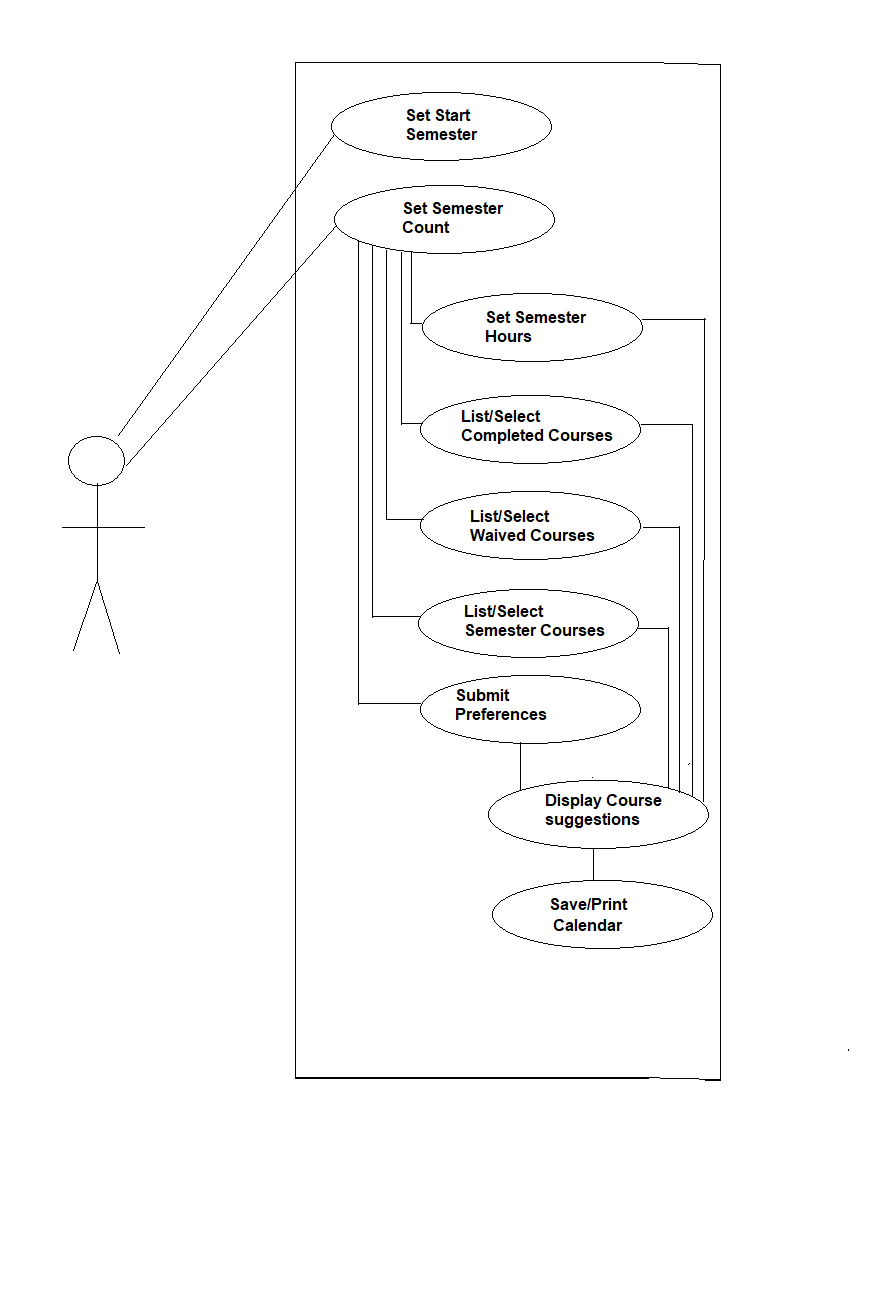 Set Start
Semester
Set Semester
Count
Set Semester
Hours
List/Select
Completed Courses
List/Select
Waived Courses
List/Select
Semester Courses
Submit
Preferences
Display Course
suggestions
Save/Print
Calendar